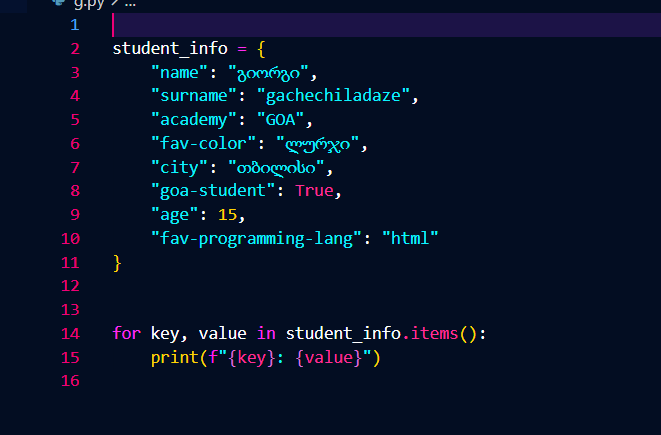 g.py > ...
1
2 student_info = {
3     "name": "გიორგი",
4     "surname": "gachechiladaze",
5     "academy": "GOA",
6     "fav-color": "ლურჯი",
7     "city": "თბილისი",
8     "goa-student": True,
9     "age": 15,
10     "fav-programming-lang": "html"
11 }
12
13
14 for key, value in student_info.items():
15     print(f"{key}: {value}")
16